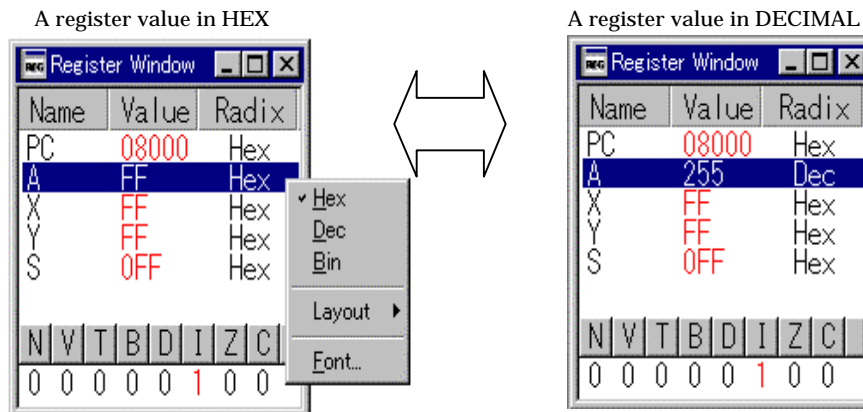 A register value in HEX
REG Register Window
Name Value Radix
PC 08000 Hex
A FF Hex
X FF Hex
Y FF Hex
S 0FF Hex
N V T B D I Z C
0 0 0 0 0 1 0 0
Hex
Dec
Bin
Layout
Font...
A register value in DECIMAL
REG Register Window
Name Value Radix
PC 08000 Hex
A 255 Dec
X FF Hex
Y FF Hex
S 0FF Hex
N V T B D I Z C
0 0 0 0 0 1 0 0